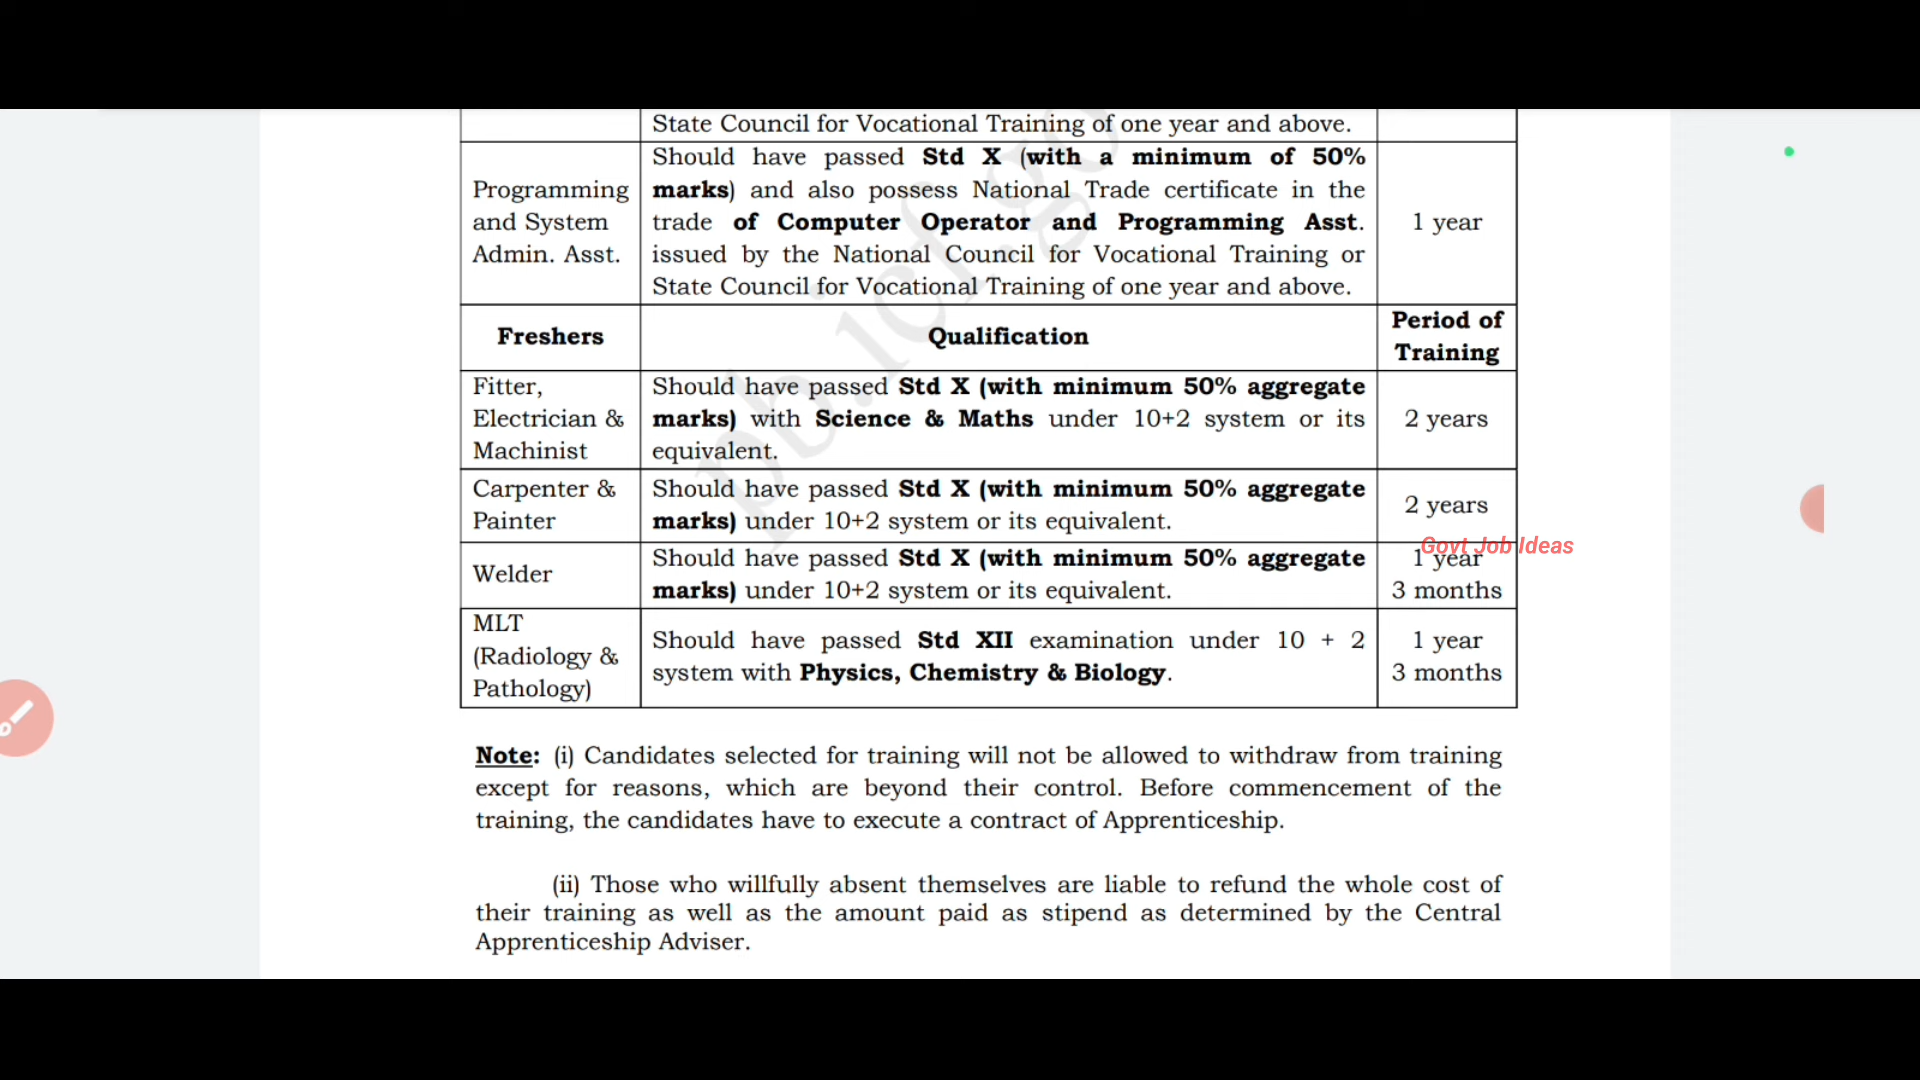 State Council for Vocational Training of one year and above.
Programming
and System
Admin. Asst.
Should have passed Std X (with a minimum of 50%
marks) and also possess National Trade certificate in the
trade of Computer Operator and Programming Asst.
issued by the National Council for Vocational Training or
State Council for Vocational Training of one year and above.
1 year
Freshers
Qualification
Period of
Training
Fitter,
Electrician &
Machinist
Should have passed Std X (with minimum 50% aggregate
marks) with Science & Maths under 10+2 system or its
equivalent.
2 years
Carpenter &
Painter
Should have passed Std X (with minimum 50% aggregate
marks) under 10+2 system or its equivalent.
2 years
Govt Job Ideas
Welder
Should have passed Std X (with minimum 50% aggregate
marks) under 10+2 system or its equivalent.
1 year
3 months
MLT
(Radiology &
Pathology)
Should have passed Std XII examination under 10 + 2
system with Physics, Chemistry & Biology.
1 year
3 months
Note: (i) Candidates selected for training will not be allowed to withdraw from training
except for reasons, which are beyond their control. Before commencement of the
training, the candidates have to execute a contract of Apprenticeship.
(ii) Those who willfully absent themselves are liable to refund the whole cost of
their training as well as the amount paid as stipend as determined by the Central
Apprenticeship Adviser.
pb.icf.go